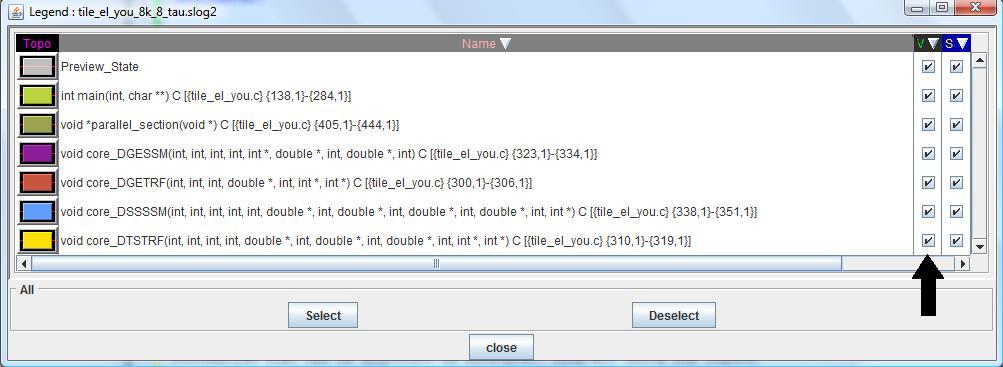 Legend : tile_el_you_8k_8_tau.slog2
Topo Name V S
Preview_State
int main(int, char **) C [{tile_el_you.c} {138,1}-{284,1}]
void *parallel_section(void *) C [{tile_el_you.c} {405,1}-{444,1}]
void core_DGESSM(int, int, int, int, int *, double *, int, double *, int) C [{tile_el_you.c} {323,1}-{334,1}]
void core_DGETRF(int, int, int, double *, int, int *, int *) C [{tile_el_you.c} {300,1}-{306,1}]
void core_DSSSSM(int, int, int, int, int, double *, int, double *, int, double *, int, double *, int, int *) C [{tile_el_you.c} {338,1}-{351,1}]
void core_DTSTRF(int, int, int, int, double *, int, double *, int, double *, int, int *, int *) C [{tile_el_you.c} {310,1}-{319,1}]
All
Select Deselect
close